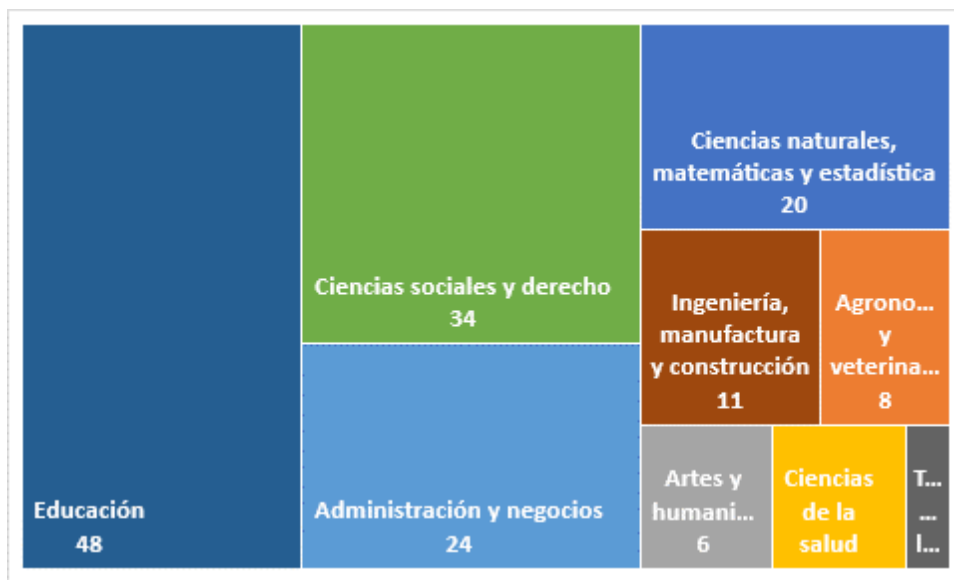 Educación
48
Ciencias sociales y derecho
34
Administración y negocios
24
Ciencias naturales,
matemáticas y estadística
20
Ingeniería,
manufactura
y construcción
11
Agrono...
y
veterina...
8
Artes y
humani...
6
Ciencias
de la
salud
T...
...
I...